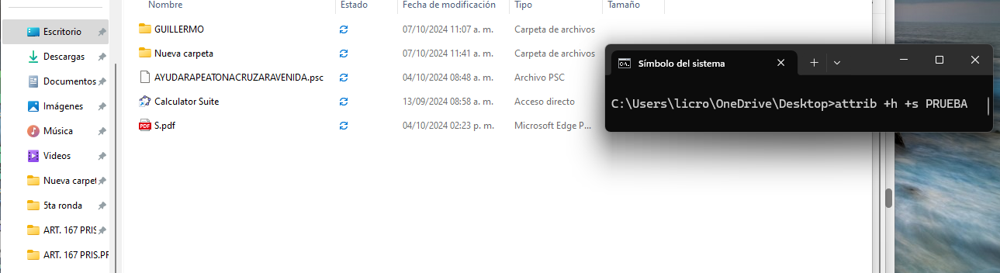 Nombre Estado Fecha de modificación Tipo Tamaño
Escritorio
Descargas
Documentos
Imágenes
Música
Videos
Nueva carpet
5ta ronda
ART. 167 PRIS
ART. 167 PRIS.PR
GUILLERMO 07/10/2024 11:07 a. m. Carpeta de archivos
Nueva carpeta 07/10/2024 11:41 a. m. Carpeta de archivos
AYUDARAPEATONACRUZARAVENIDA.psc 04/10/2024 08:48 a. m. Archivo PSC
Calculator Suite 13/09/2024 08:58 a. m. Acceso directo
PDF S.pdf 04/10/2024 02:23 p. m. Microsoft Edge P...
Símbolo del sistema
C:\Users\licro\OneDrive\Desktop>attrib +h +s PRUEBA